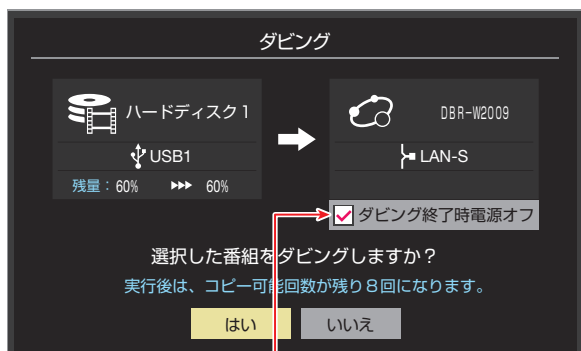 ダビング
ハードディスク1
USB1
残量：60% ▶▶▶ 60%
DBR-W2009
LAN-S
ダビング終了時電源オフ
選択した番組をダビングしますか？
実行後は、コピー可能回数が残り８回になります。
はい
いいえ